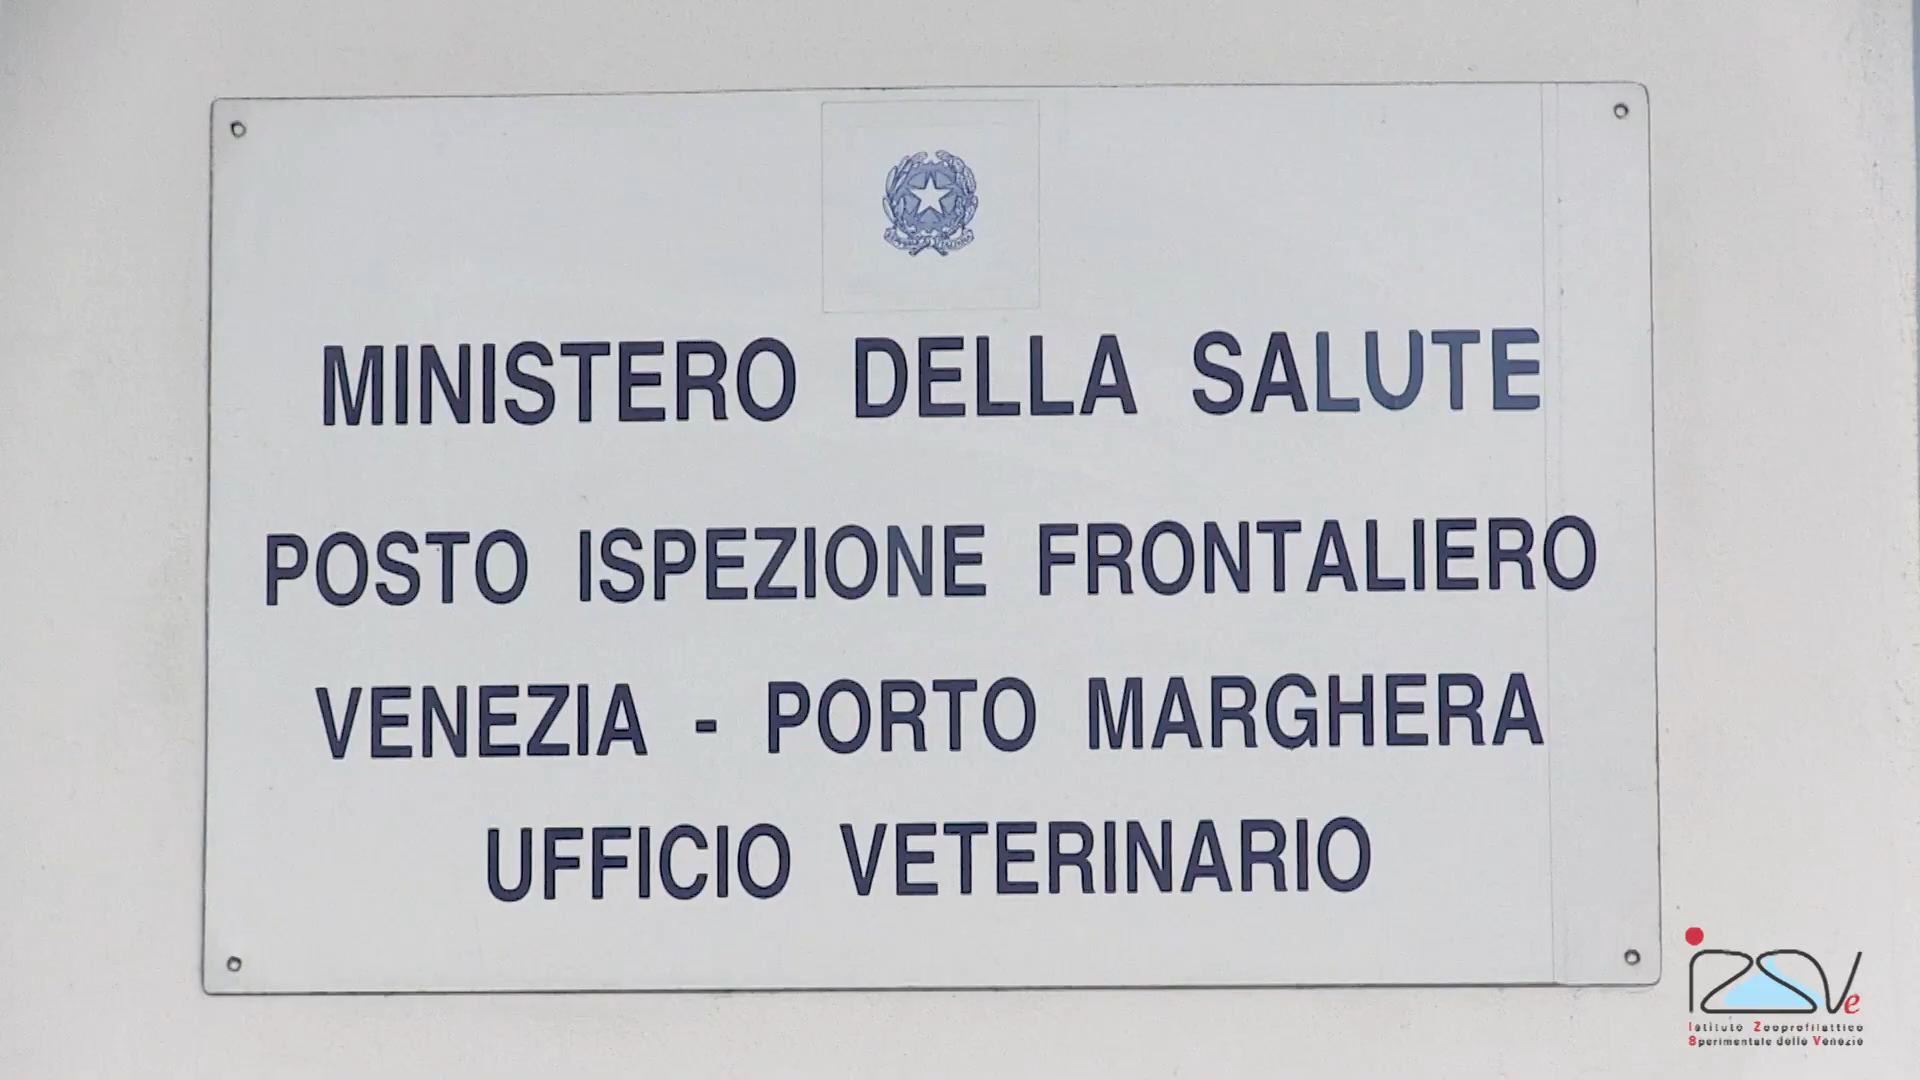 MINISTERO DELLA SALUTE
POSTO ISPEZIONE FRONTALIERO
VENEZIA - PORTO MARGHERA
UFFICIO VETERINARIO
IZSVe
Istituto Zooprofilattico
Sperimentale delle Venezie